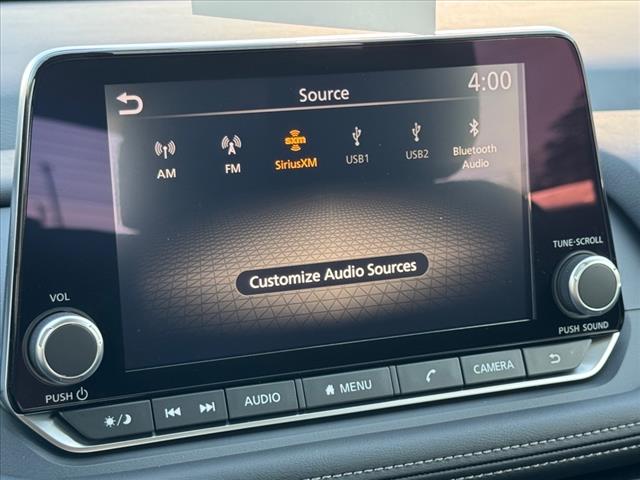 Source
4:00
AM
FM
sxm
SiriusXM
USB1
USB2
Bluetooth
Audio
Customize Audio Sources
VOL
PUSH
TUNE·SCROLL
PUSH SOUND
AUDIO
MENU
CAMERA